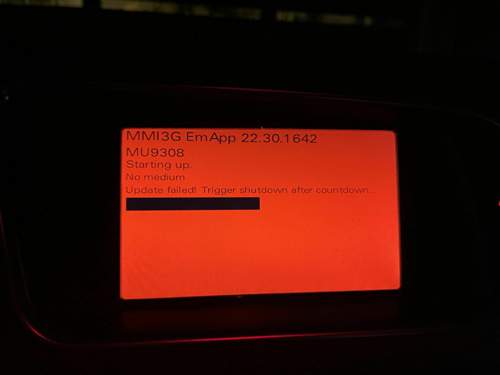 MMI3G EmApp 22.30.1642
MU9308
Starting up.
No medium
Update failed! Trigger shutdown after countdown...